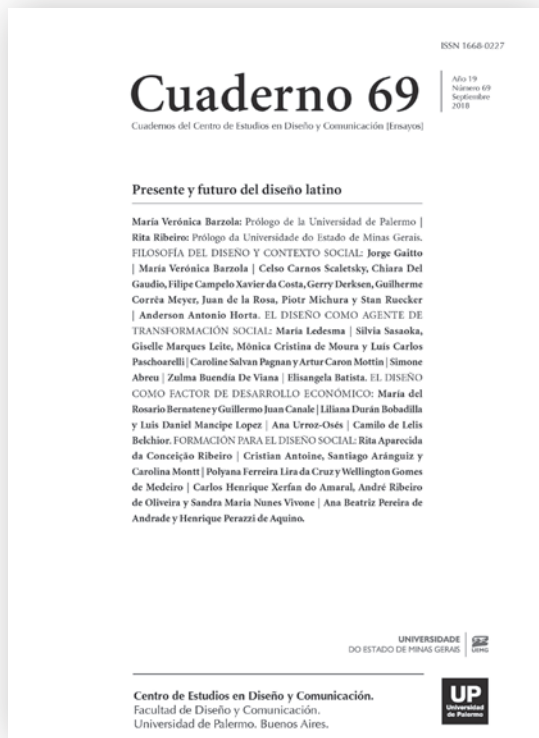 ISSN 1668-0227
Cuaderno 69
Año 19
Número 69
Septiembre
2018
Cuadernos del Centro de Estudios en Diseño y Comunicación [Ensayos]
Presente y futuro del diseño latino
María Verónica Barzola: Prólogo de la Universidad de Palermo |
Rita Ribeiro: Prólogo da Universidade do Estado de Minas Gerais.
FILOSOFÍA DEL DISEÑO Y CONTEXTO SOCIAL: Jorge Gaitto
| María Verónica Barzola | Celso Carnos Scaletsky, Chiara Del
Gaudio, Filipe Campelo Xavier da Costa, Gerry Derksen, Guilherme
Corrêa Meyer, Juan de la Rosa, Piotr Michura y Stan Ruecker
| Anderson Antonio Horta. EL DISEÑO COMO AGENTE DE
TRANSFORMACIÓN SOCIAL: María Ledesma | Silvia Sasaoka,
Giselle Marques Leite, Mônica Cristina de Moura y Luís Carlos
Paschoarelli | Caroline Salvan Pagnan y Artur Caron Mottin | Simone
Abreu | Zulma Buendía De Viana | Elisangela Batista. EL DISEÑO
COMO FACTOR DE DESARROLLO ECONÓMICO: María del
Rosario Bernatene y Guillermo Juan Canale | Liliana Durán Bobadilla
y Luis Daniel Mancipe Lopez | Ana Urroz-Osés | Camilo de Lelis
Belchior. FORMACIÓN PARA EL DISEÑO SOCIAL: Rita Aparecida
da Conceição Ribeiro | Cristian Antoine, Santiago Aránguiz y
Carolina Montt | Polyana Ferreira Lira da Cruz y Wellington Gomes
de Medeiro | Carlos Henrique Xerfan do Amaral, André Ribeiro
de Oliveira y Sandra Maria Nunes Vivone | Ana Beatriz Pereira de
Andrade y Henrique Perazzi de Aquino.
UNIVERSIDADE
DO ESTADO DE MINAS GERAIS
UEMG
Centro de Estudios en Diseño y Comunicación.
Facultad de Diseño y Comunicación.
Universidad de Palermo. Buenos Aires.
UP
Universidad
de Palermo